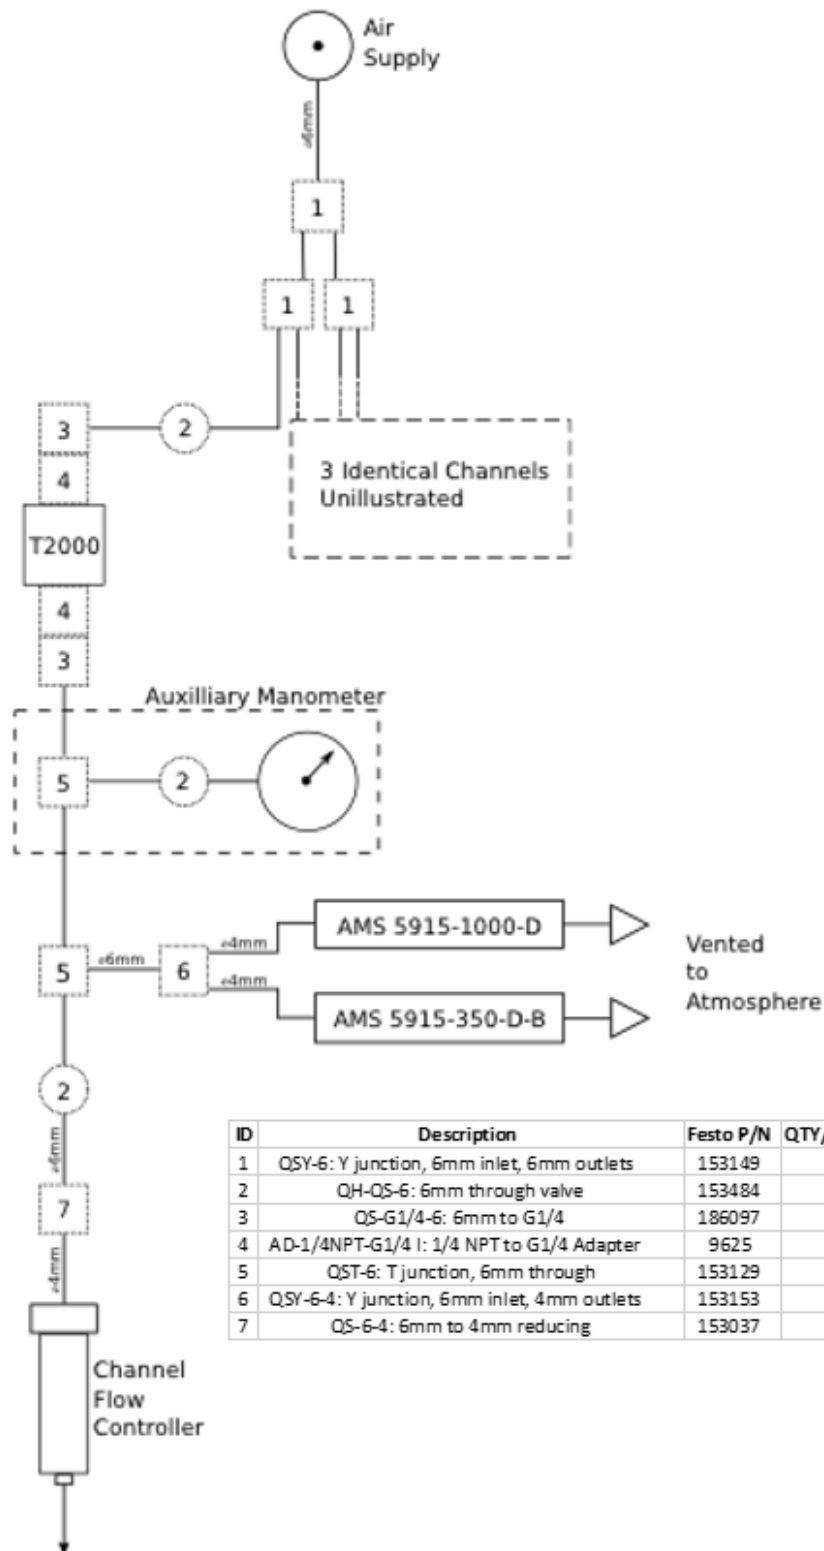 Air
Supply
⌀6mm
1
1 1
3 2
4
3 Identical Channels
Unillustrated
T2000
4
3
Auxilliary Manometer
5 2
AMS 5915-1000-D
⌀4mm
5 ⌀6mm 6
⌀4mm
AMS 5915-350-D-B
Vented
to
Atmosphere
2
⌀6mm
7
⌀4mm
Channel
Flow
Controller
ID Description Festo P/N QTY/
1 QSY-6: Y junction, 6mm inlet, 6mm outlets 153149
2 QH-QS-6: 6mm through valve 153484
3 QS-G1/4-6: 6mm to G1/4 186097
4 AD-1/4NPT-G1/4 I: 1/4 NPT to G1/4 Adapter 9625
5 QST-6: T junction, 6mm through 153129
6 QSY-6-4: Y junction, 6mm inlet, 4mm outlets 153153
7 QS-6-4: 6mm to 4mm reducing 153037